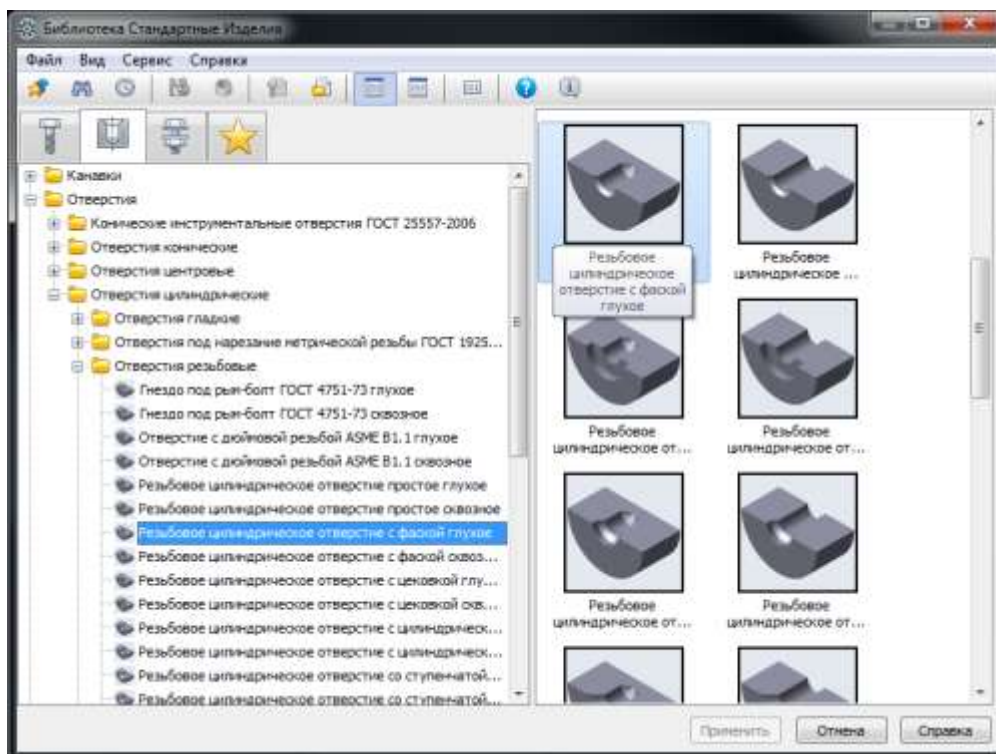 Библиотека Стандартные Изделия
Файл Вид Сервис Справка
Канавки
Отверстия
Конические инструментальные отверстия ГОСТ 25557-2006
Отверстия конические
Отверстия центровые
Отверстия цилиндрические
Отверстия гладкие
Отверстия под нарезание метрической резьбы ГОСТ 1925...
Отверстия резьбовые
Гнездо под рым-болт ГОСТ 4751-73 глухое
Гнездо под рым-болт ГОСТ 4751-73 сквозное
Отверстие с дюймовой резьбой ASME B1.1 глухое
Отверстие с дюймовой резьбой ASME B1.1 сквозное
Резьбовое цилиндрическое отверстие простое глухое
Резьбовое цилиндрическое отверстие простое сквозное
Резьбовое цилиндрическое отверстие с фаской глухое
Резьбовое цилиндрическое отверстие с фаской сквоз...
Резьбовое цилиндрическое отверстие с цековкой глу...
Резьбовое цилиндрическое отверстие с цековкой скв...
Резьбовое цилиндрическое отверстие с цилиндрическ...
Резьбовое цилиндрическое отверстие с цилиндрическ...
Резьбовое цилиндрическое отверстие со ступенчатой...
Резьбовое цилиндрическое отверстие со ступенчатой...
Резьбовое
цилиндрическое
отверстие с фаской
глухое
Резьбовое
цилиндрическое ...
Резьбовое
цилиндрическое от...
Резьбовое
цилиндрическое от...
Резьбовое
цилиндрическое от...
Резьбовое
цилиндрическое от...
Применить Отмена Справка